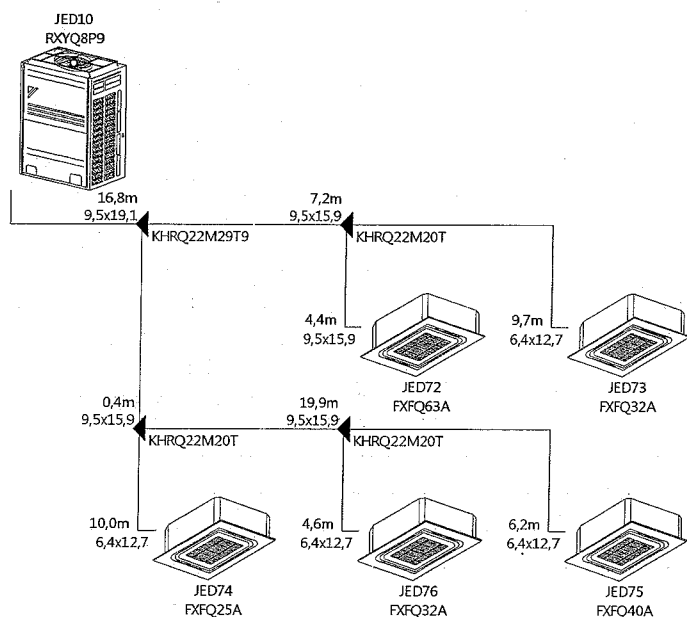 JED10
RXYQ8P9
16,8m
9,5x19,1
KHRQ22M29T9
7,2m
9,5x15,9
KHRQ22M20T
4,4m
9,5x15,9
JED72
FXFQ63A
9,7m
6,4x12,7
JED73
FXFQ32A
0,4m
9,5x15,9
KHRQ22M20T
19,9m
9,5x15,9
KHRQ22M20T
10,0m
6,4x12,7
JED74
FXFQ25A
4,6m
6,4x12,7
JED76
FXFQ32A
6,2m
6,4x12,7
JED75
FXFQ40A